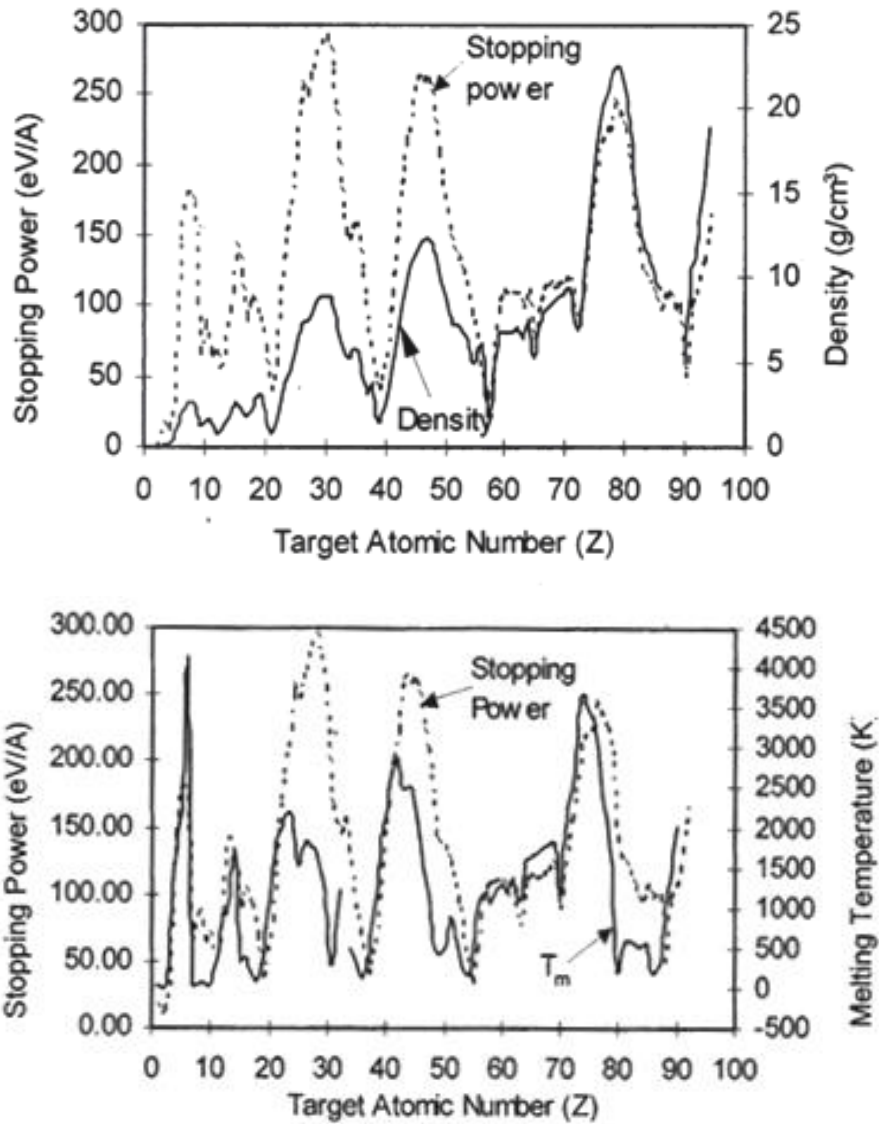 300
250
200
150
100
50
0
Stopping Power (eV/A)
Stopping
power
Density
25
20
15
10
5
0
Density (g/cm³)
0 10 20 30 40 50 60 70 80 90 100
Target Atomic Number (Z)
300.00
250.00
200.00
150.00
100.00
50.00
0.00
Stopping Power (eV/A)
Stopping
Power
Tm
4500
4000
3500
3000
2500
2000
1500
1000
500
0
-500
Melting Temperature (K
0 10 20 30 40 50 60 70 80 90 100
Target Atomic Number (Z)